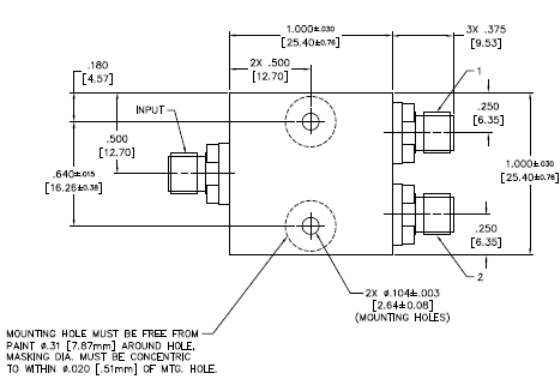 1.000±.030
[25.40±0.76]
3X .375
[9.53]
2X .500
[12.70]
.180
[4.57]
1
INPUT
.250
[6.35]
.500
[12.70]
.640±.015
[16.26±0.38]
1.000±.030
[25.40±0.76]
.250
[6.35]
2
2X ø.104±.003
[2.64±0.08]
(MOUNTING HOLES)
MOUNTING HOLE MUST BE FREE FROM
PAINT ø.31 [7.87mm] AROUND HOLE,
MASKING DIA. MUST BE CONCENTRIC
TO WITHIN ø.020 [.51mm] OF MTG. HOLE.